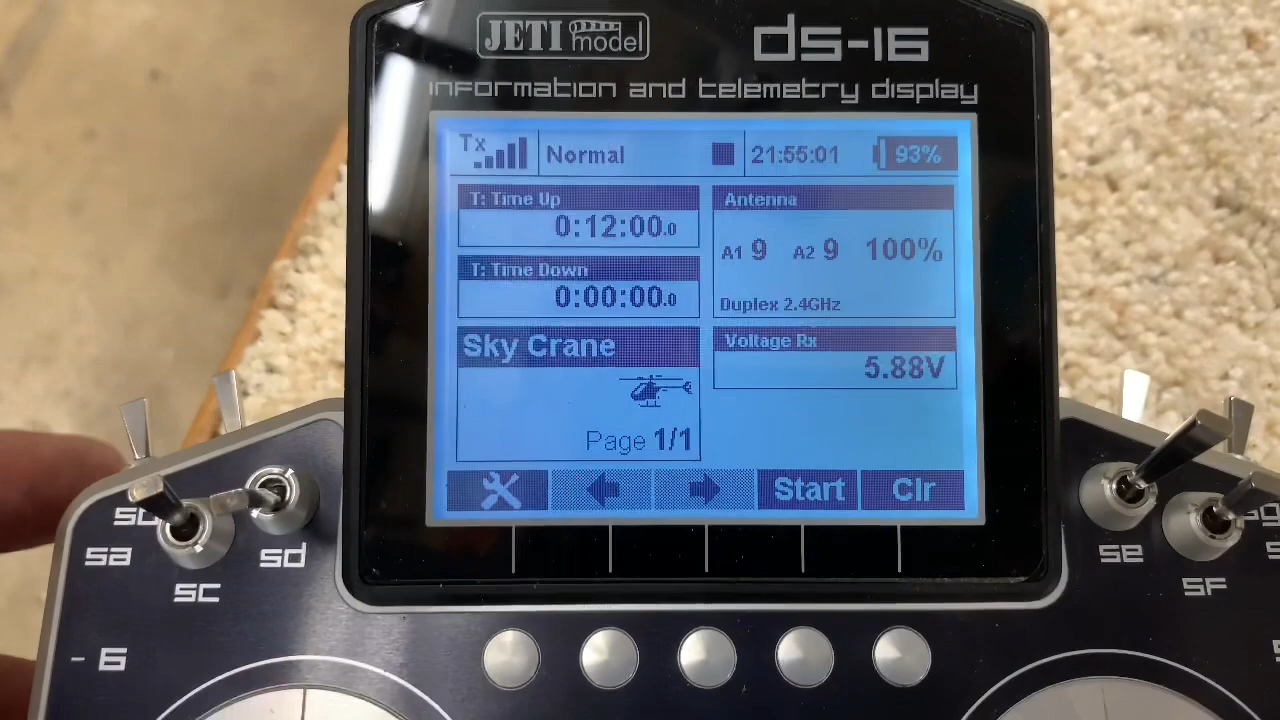 JETI model
ds-16
information and telemetry display
Tx
Normal
21:55:01
93%
T: Time Up
0:12:00.0
T: Time Down
0:00:00.0
Sky Crane
Page 1/1
Antenna
A1 9 A2 9 100%
Duplex 2.4GHz
Voltage Rx
5.88V
Start
Clr
sa
sc
sd
se
sf
- 6